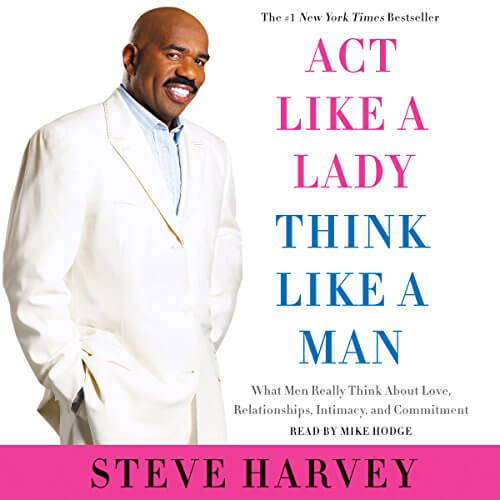 The #1 New York Times Bestseller
ACT
LIKE A
LADY
THINK
LIKE A
MAN
What Men Really Think About Love,
Relationships, Intimacy, and Commitment
READ BY MIKE HODGE
STEVE HARVEY